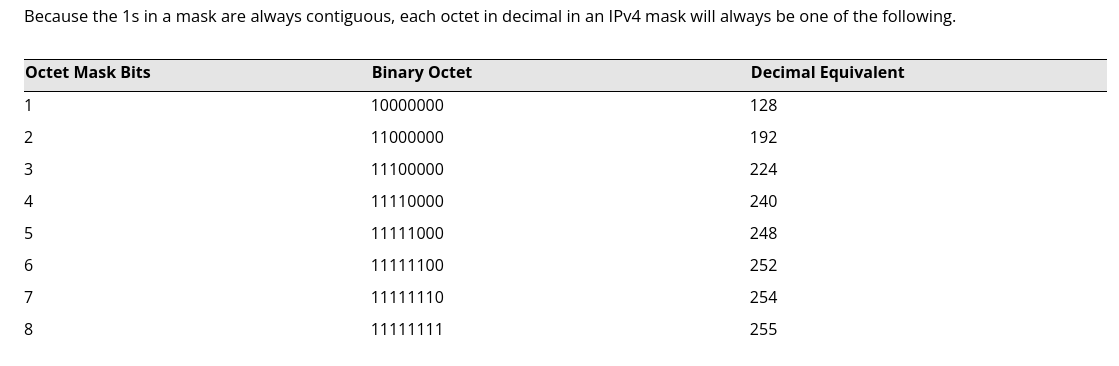 Because the 1s in a mask are always contiguous, each octet in decimal in an IPv4 mask will always be one of the following.
Octet Mask Bits Binary Octet Decimal Equivalent
1 10000000 128
2 11000000 192
3 11100000 224
4 11110000 240
5 11111000 248
6 11111100 252
7 11111110 254
8 11111111 255